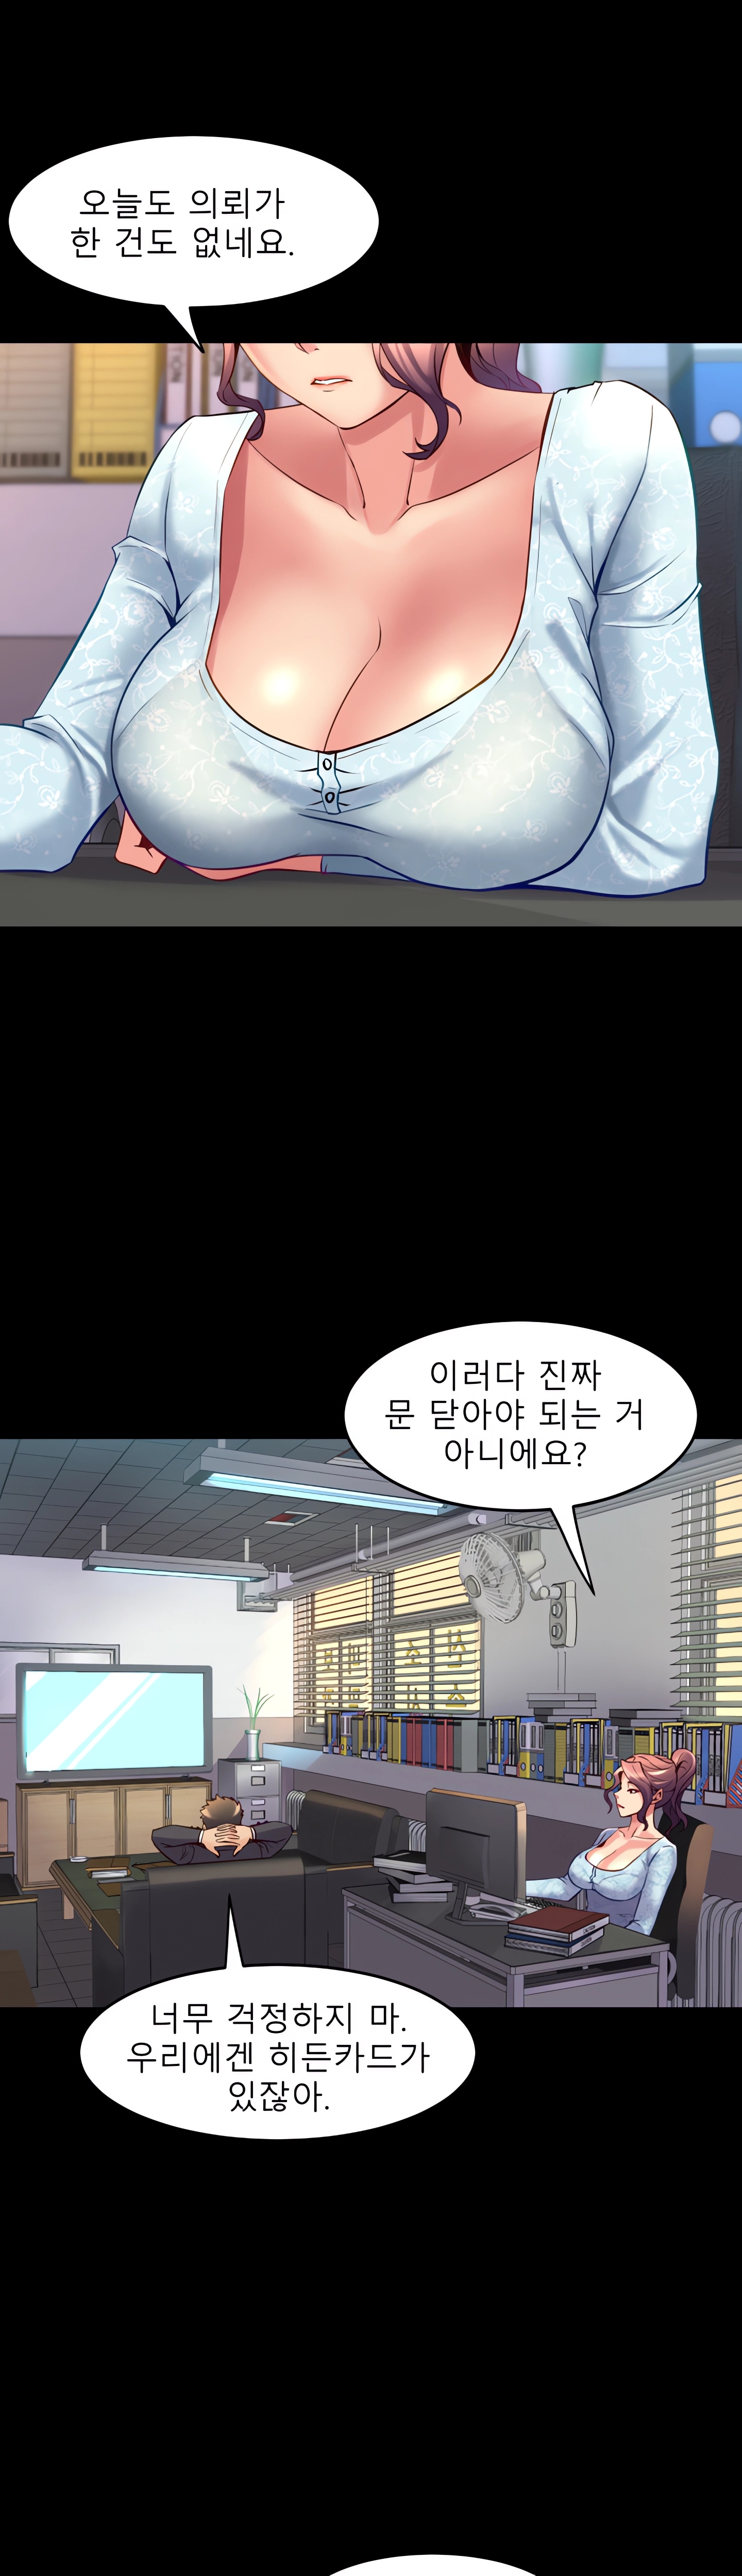 오늘도 의뢰가
한 건도 없네요.
이러다 진짜
문 닫아야 되는 거
아니에요?
너무 걱정하지 마.
우리에겐 히든카드가
있잖아.